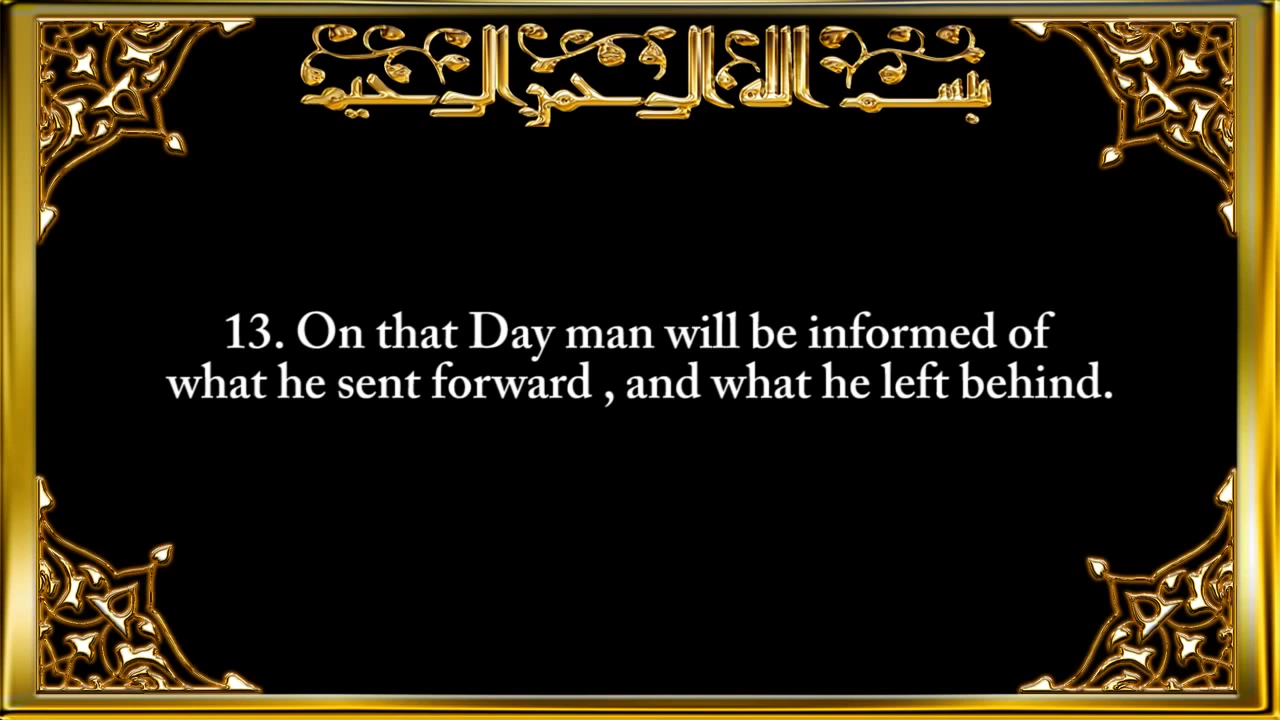 بسم الله الرحمن الرحيم
13. On that Day man will be informed of
what he sent forward , and what he left behind.